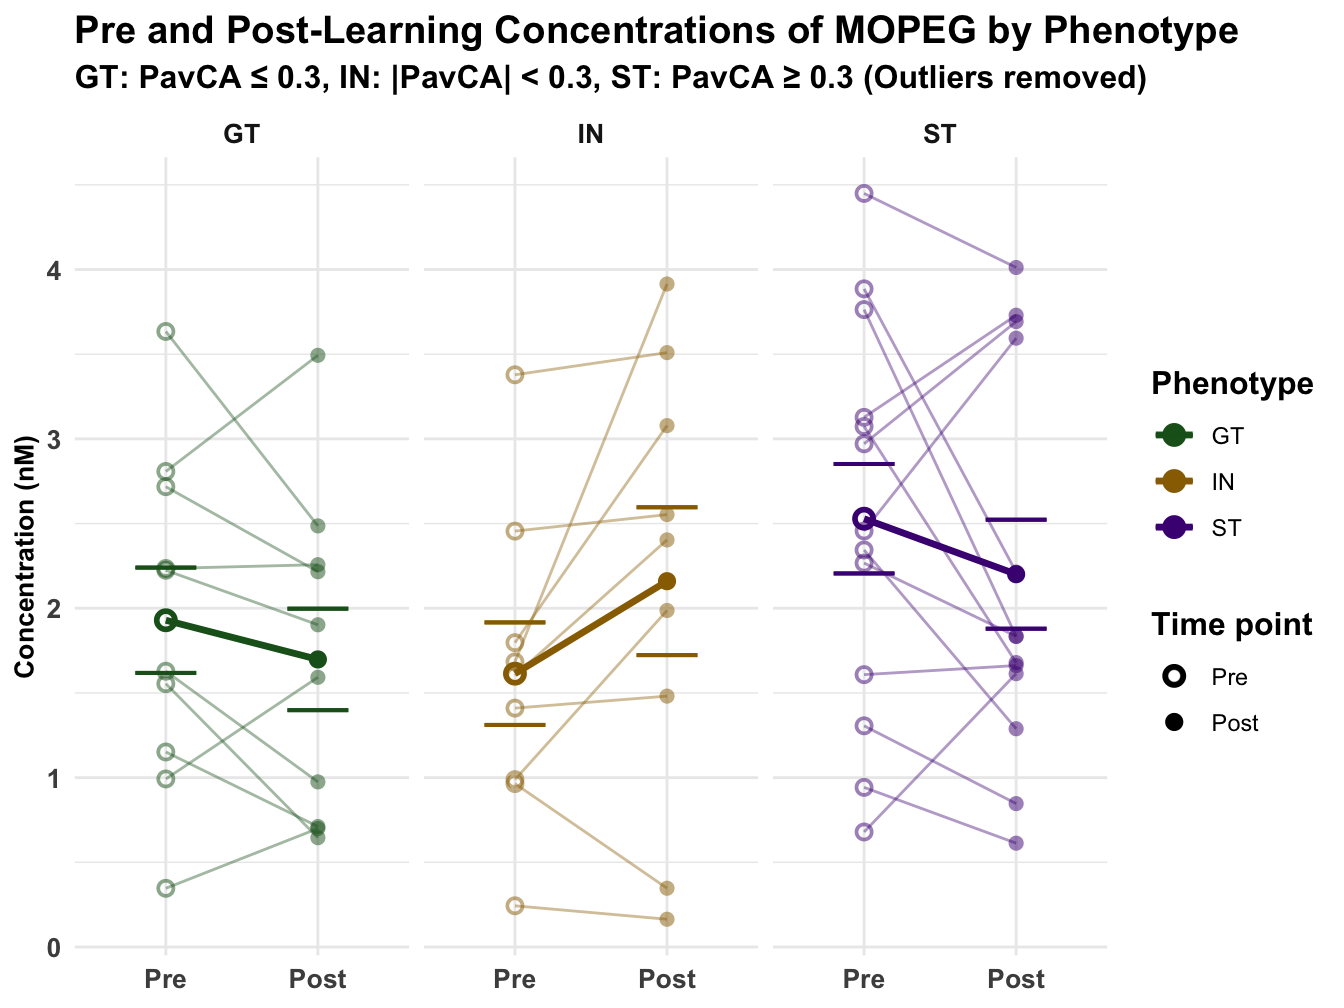 Pre and Post-Learning Concentrations of MOPEG by Phenotype
GT: PavCA ≤ 0.3, IN: |PavCA| < 0.3, ST: PavCA ≥ 0.3 (Outliers removed)
GT
IN
ST
Concentration (nM)
4
3
2
1
0
Pre
Post
Pre
Post
Pre
Post
Phenotype
GT
IN
ST
Time point
Pre
Post